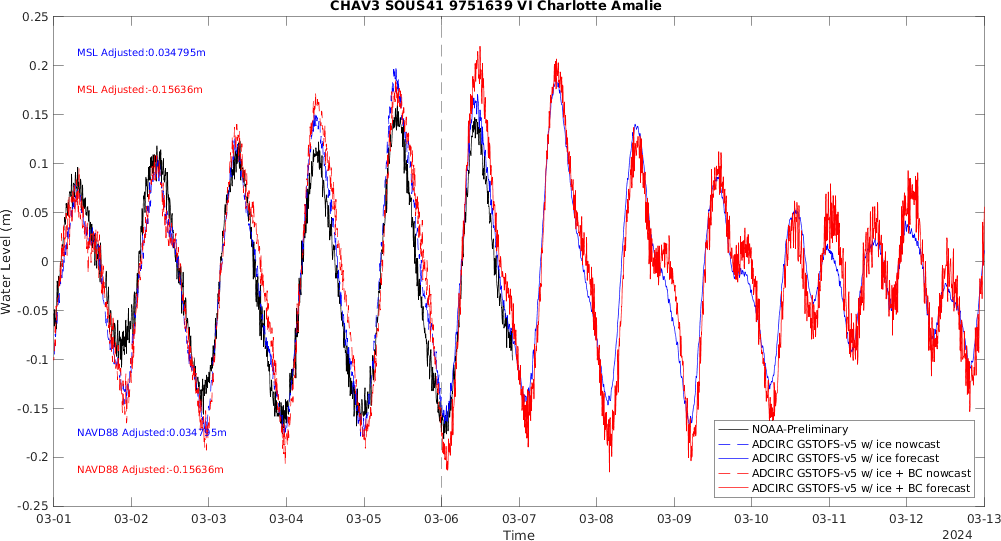 CHAV3 SOUS41 9751639 VI Charlotte Amalie
0.25
0.2
0.15
0.1
0.05
0
-0.05
-0.1
-0.15
-0.2
-0.25
Water Level (m)
MSL Adjusted:0.034795m
MSL Adjusted:-0.15636m
NAVD88 Adjusted:0.034795m
NAVD88 Adjusted:-0.15636m
NOAA-Preliminary
ADCIRC GSTOFS-v5 w/ ice nowcast
ADCIRC GSTOFS-v5 w/ ice forecast
ADCIRC GSTOFS-v5 w/ ice + BC nowcast
ADCIRC GSTOFS-v5 w/ ice + BC forecast
03-01 03-02 03-03 03-04 03-05 03-06 03-07 03-08 03-09 03-10 03-11 03-12 03-13
Time
2024